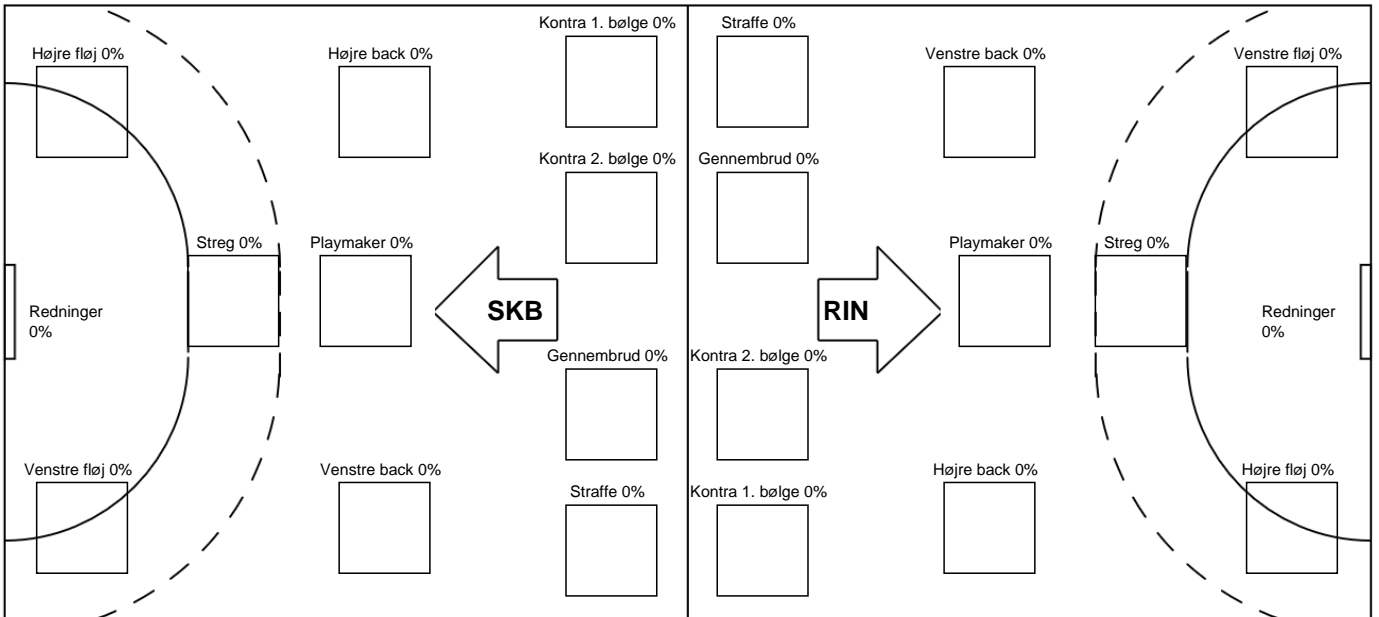 Kontra 1. bølge 0%
Straffe 0%
Højre fløj 0%
Højre back 0%
Venstre back 0%
Venstre fløj 0%
Kontra 2. bølge 0%
Gennembrud 0%
Streg 0%
Playmaker 0%
Playmaker 0%
Streg 0%
Redninger
0%
SKB
RIN
Redninger
0%
Gennembrud 0%
Kontra 2. bølge 0%
Venstre fløj 0%
Venstre back 0%
Højre back 0%
Højre fløj 0%
Straffe 0%
Kontra 1. bølge 0%